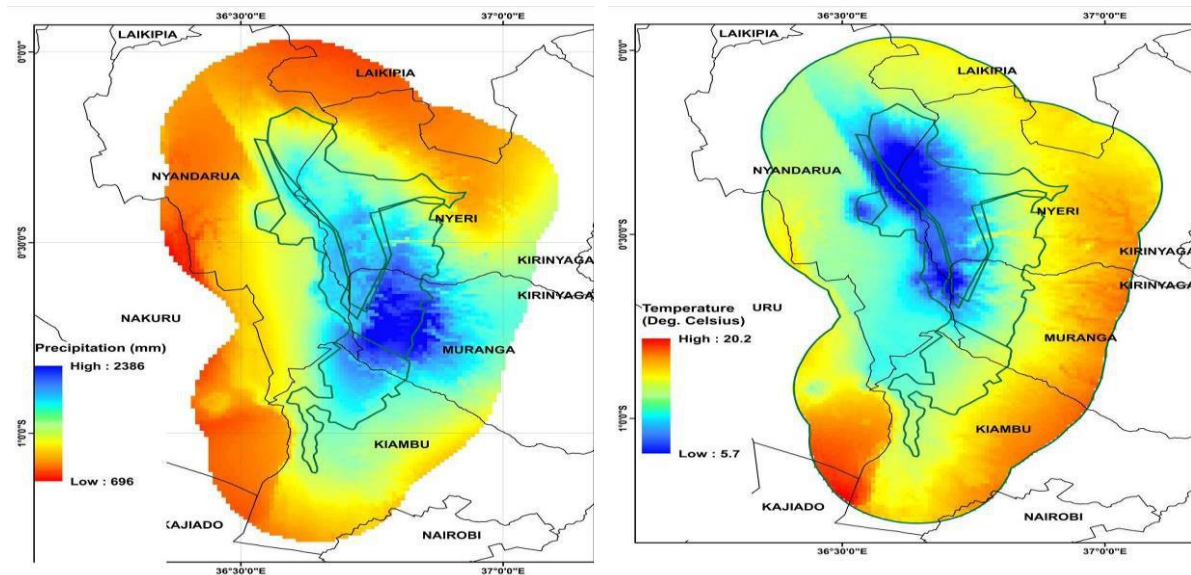 36°30'0"E 37°0'0"E
LAIKIPIA
0°0'0"
LAIKIPIA
NYANDARUA
NYERI
0°30'0"S
KIRINYAGA
KIRINYAGA
NAKURU
Precipitation (mm)
High : 2386
MURANGA
1°0'0"S
KIAMBU
Low : 696
KAJIADO
NAIROBI
36°30'0"E 37°0'0"E
36°30'0"E 37°0'0"E
LAIKIPIA
0°0'0"
LAIKIPIA
NYANDARUA
NYERI
0°30'0"S
KIRINYAGA
KIRINYAGA
Temperature URU
(Deg. Celsius)
High : 20.2
MURANGA
1°0'0"S
KIAMBU
Low : 5.7
KAJIADO
NAIROBI
36°30'0"E 37°0'0"E